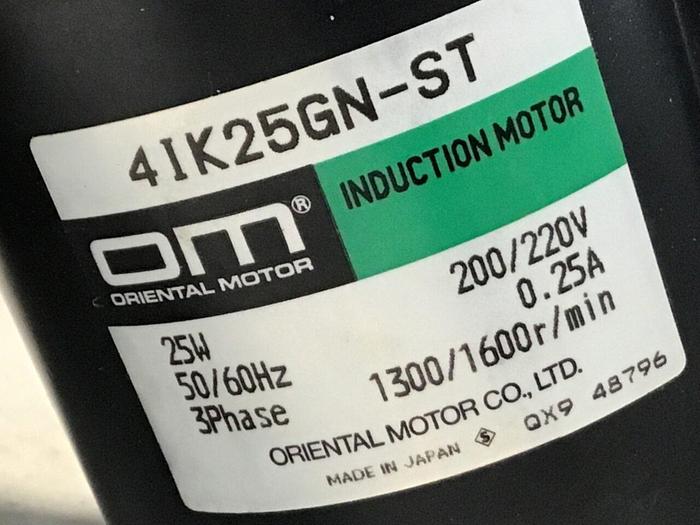 4IK25GN-ST
INDUCTION MOTOR
om®
ORIENTAL MOTOR
200/220V
0.25A
1300/1600r/min
25W
50/60Hz
3Phase
ORIENTAL MOTOR CO., LTD.
MADE IN JAPAN S QX9 48796